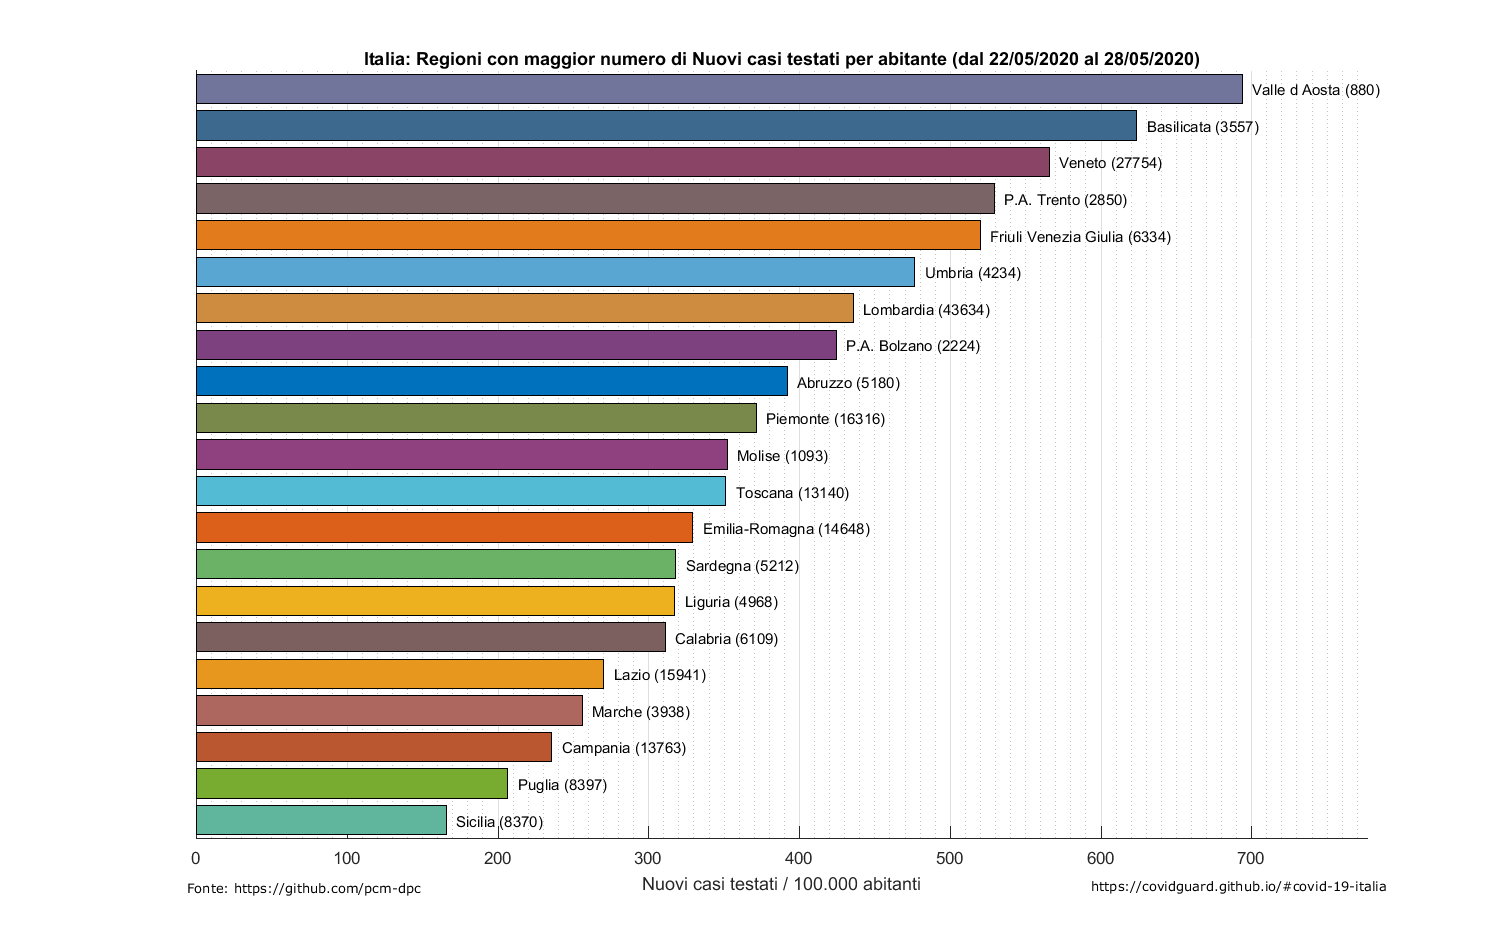 Italia: Regioni con maggior numero di Nuovi casi testati per abitante (dal 22/05/2020 al 28/05/2020)
Valle d Aosta (880)
Basilicata (3557)
Veneto (27754)
P.A. Trento (2850)
Friuli Venezia Giulia (6334)
Umbria (4234)
Lombardia (43634)
P.A. Bolzano (2224)
Abruzzo (5180)
Piemonte (16316)
Molise (1093)
Toscana (13140)
Emilia-Romagna (14648)
Sardegna (5212)
Liguria (4968)
Calabria (6109)
Lazio (15941)
Marche (3938)
Campania (13763)
Puglia (8397)
Sicilia (8370)
0 100 200 300 400 500 600 700
Nuovi casi testati / 100.000 abitanti
Fonte: https://github.com/pcm-dpc
https://covidguard.github.io/#covid-19-italia